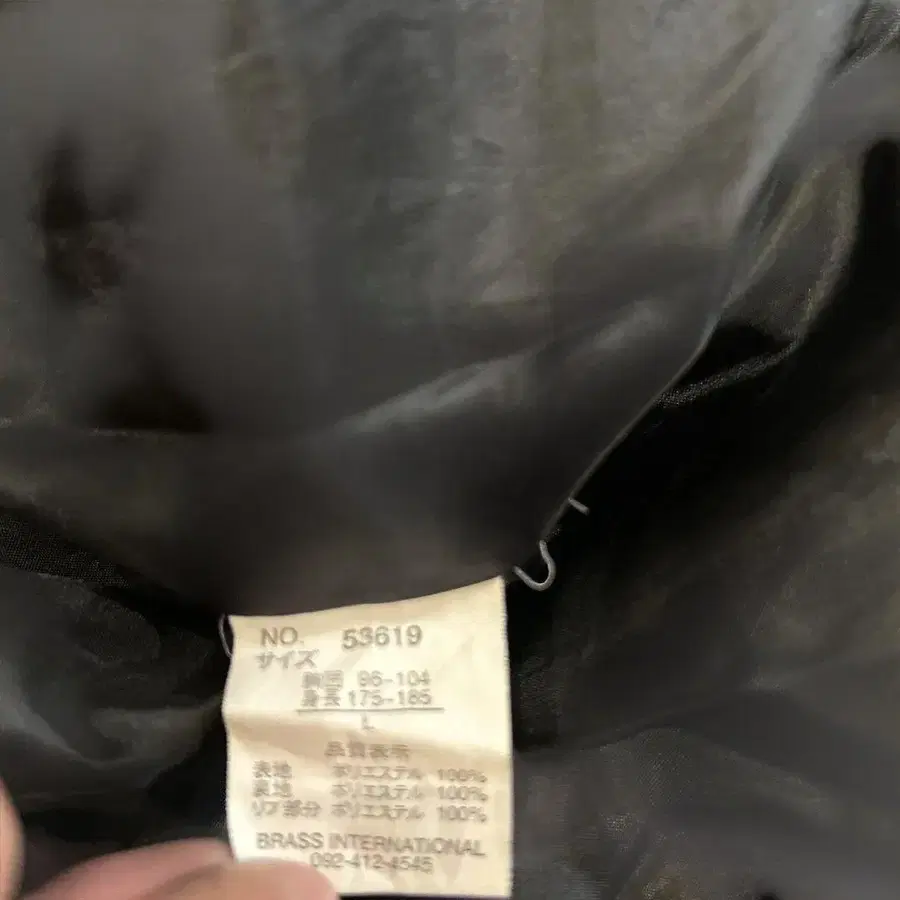 NO. 53619
サイズ
胸囲 96-104
身長 175-185
L
品質表示
表地 ポリエステル 100%
裏地 ポリエステル 100%
リブ部分 ポリエステル 100%
BRASS INTERNATIONAL
092-412-4545